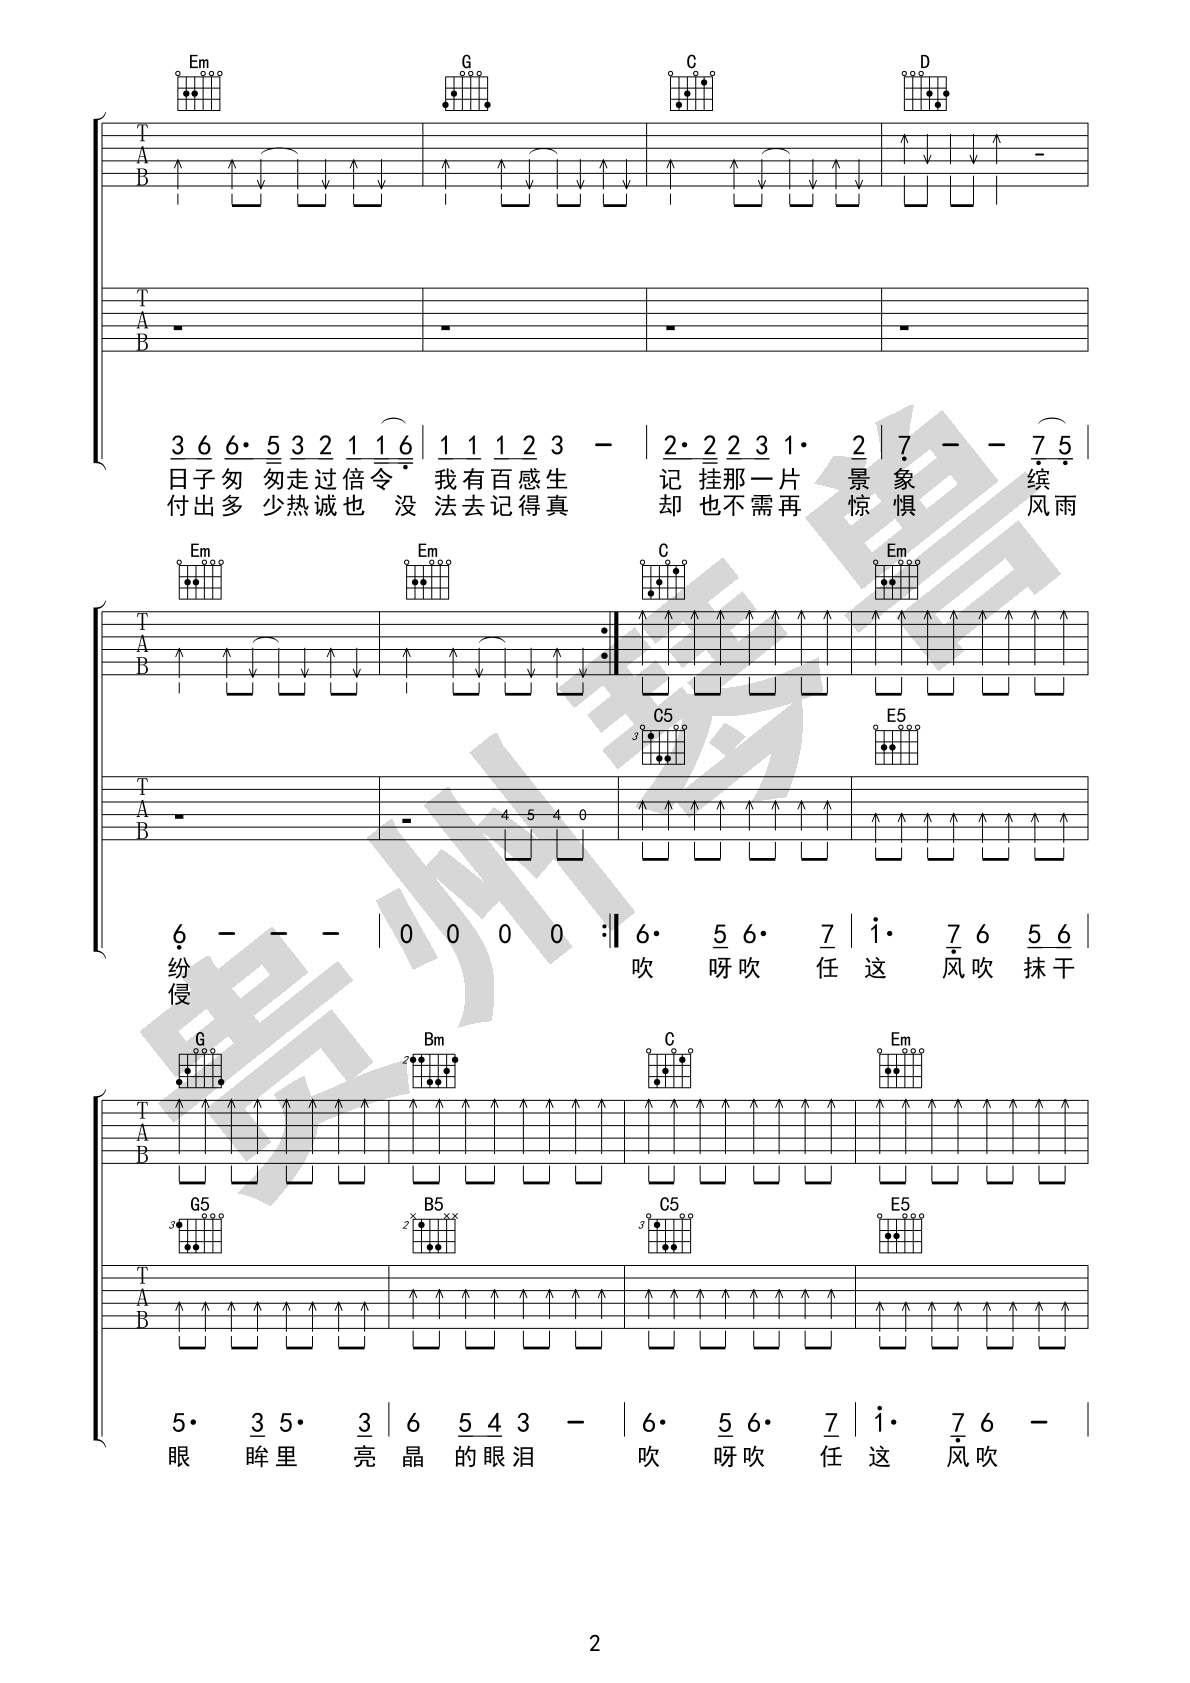 Em G C D
T A B
T A B
3 6 6· 5 3 2 1 1 6 1 1 1 2 3 – 2· 2 2 3 1· 2 7 – – 7 5
日子匆 匆走过倍令 我有百感生 记 挂那一片 景 象 缤
付出多 少热诚也 没 法去记得真 却 也不需再 惊 惧 风雨
Em Em C Em
T A B
C5 E5
3
T A B 4 5 4 0
6 – – – 0 0 0 0 6· 5 6· 7 1· 7 6 5 6
纷 吹 呀吹 任 这 风吹 抹干
侵
G Bm C Em
2
T A B
G5 B5 C5 E5
3 2 3
T A B
5· 3 5· 3 6 5 4 3 – 6· 5 6· 7 1· 7 6 –
眼 眸里 亮 晶 的眼泪 吹 呀吹 任 这 风吹
贵州琴兽
2